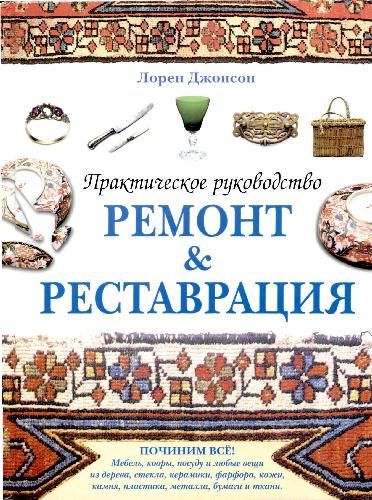 Лорен Джонсон
Практическое руководство
РЕМОНТ
&
РЕСТАВРАЦИЯ
ПОЧИНИМ ВСЁ!
Мебель, ковры, посуду и любые вещи
из дерева, стекла, керамики, фарфора, кожи,
камня, пластика, металла, бумаги и ткани.